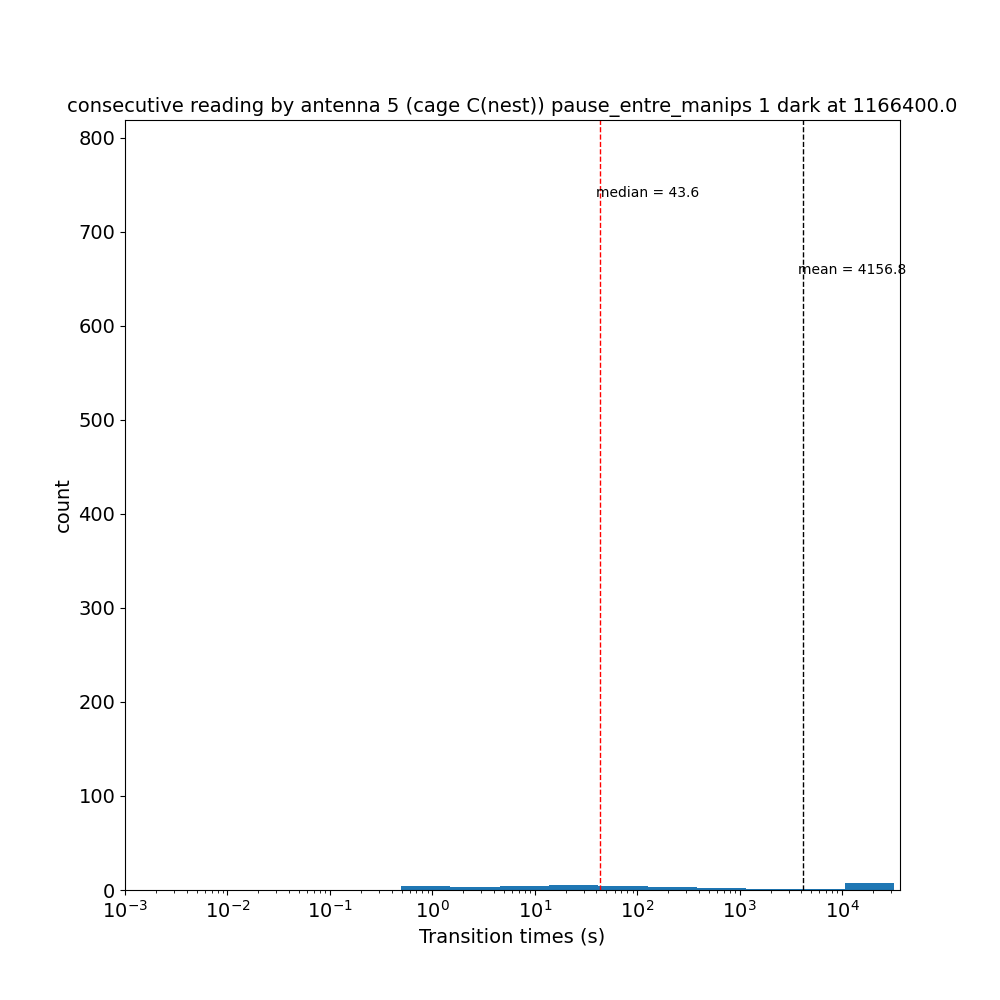 consecutive reading by antenna 5 (cage C(nest)) pause_entre_manips 1 dark at 1166400.0
800
median = 43.6
700
mean = 4156.8
600
500
count
400
300
200
100
0
10⁻³ 10⁻² 10⁻¹ 10⁰ 10¹ 10² 10³ 10⁴
Transition times (s)